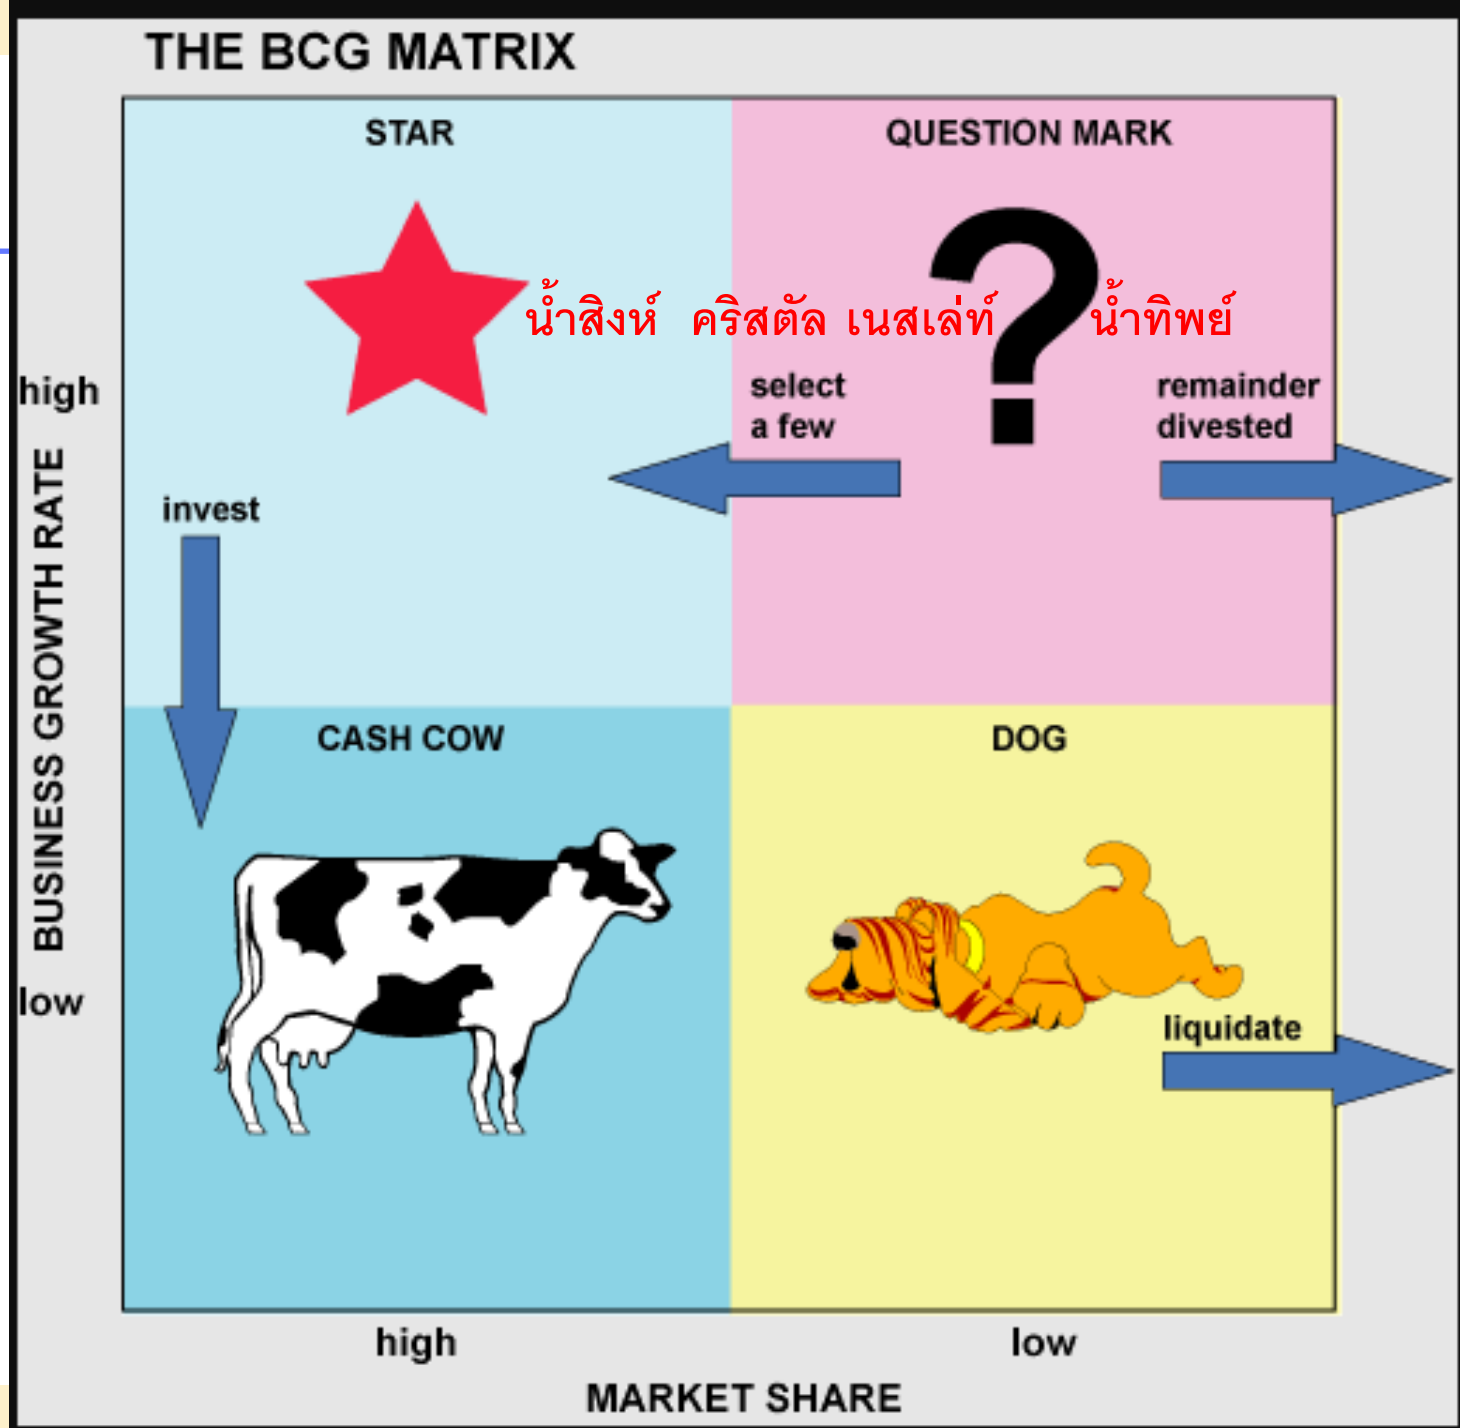 THE BCG MATRIX
STAR
QUESTION MARK
?
น้ำสิงห์ คริสตัล เนสเล่ท์ น้ำทิพย์
select
a few
remainder
divested
high
invest
BUSINESS GROWTH RATE
CASH COW
DOG
low
liquidate
high
low
MARKET SHARE